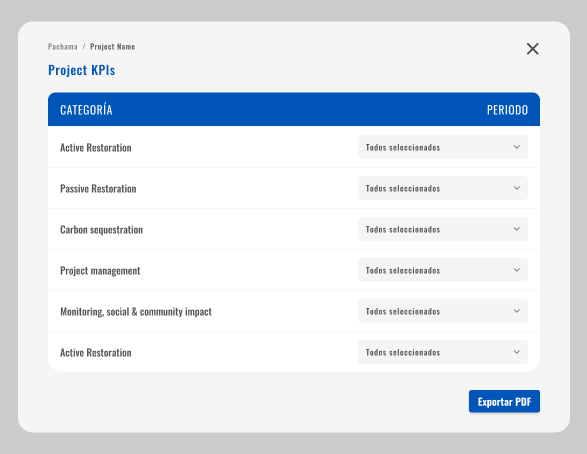 Pachama / Project Name
Project KPIs
CATEGORÍA PERIODO
Active Restoration Todos seleccionados
Passive Restoration Todos seleccionados
Carbon sequestration Todos seleccionados
Project management Todos seleccionados
Monitoring, social & community impact Todos seleccionados
Active Restoration Todos seleccionados
Exportar PDF